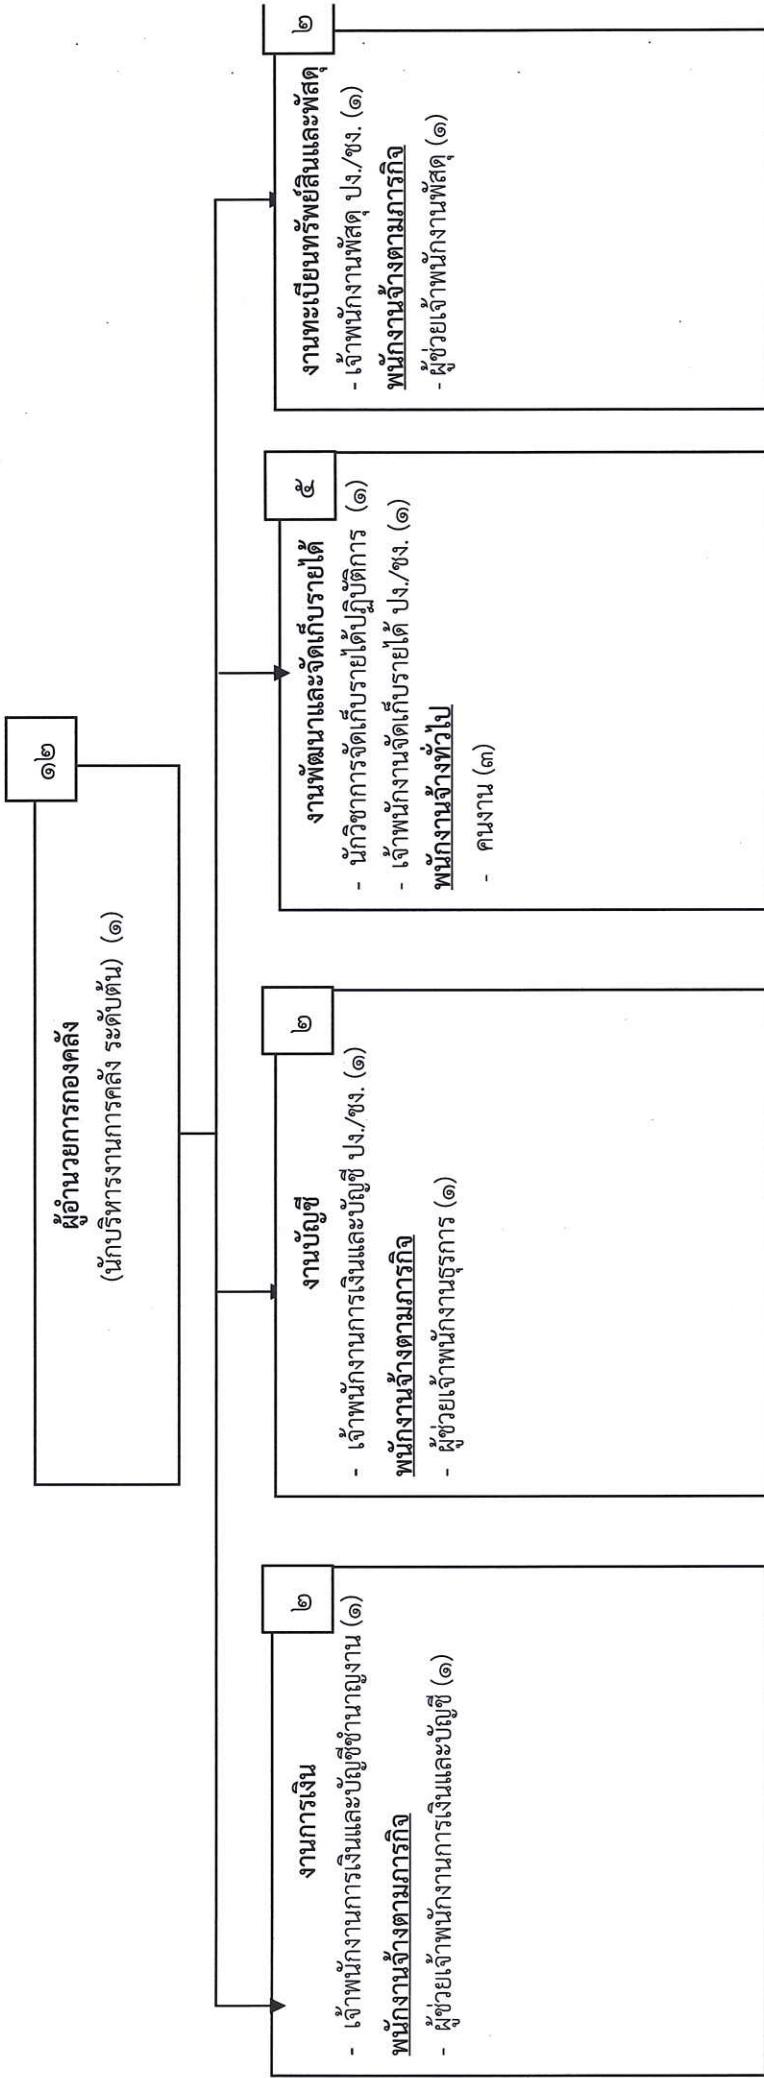 ๑๒
ผู้อำนวยการกองคลัง
(นักบริหารงานการคลัง ระดับต้น) (๑)
๒
งานการเงิน
- เจ้าพนักงานการเงินและบัญชีชำนาญงาน (๑)
พนักงานจ้างตามภารกิจ
- ผู้ช่วยเจ้าพนักงานการเงินและบัญชี (๑)
๒
งานบัญชี
- เจ้าพนักงานการเงินและบัญชี ปง./ชง. (๑)
พนักงานจ้างตามภารกิจ
- ผู้ช่วยเจ้าพนักงานธุรการ (๑)
๕
งานพัฒนาและจัดเก็บรายได้
- นักวิชาการจัดเก็บรายได้ปฏิบัติการ (๑)
- เจ้าพนักงานจัดเก็บรายได้ ปง./ชง. (๑)
พนักงานจ้างทั่วไป
- คนงาน (๓)
๒
งานทะเบียนทรัพย์สินและพัสดุ
- เจ้าพนักงานพัสดุ ปง./ชง. (๑)
พนักงานจ้างตามภารกิจ
- ผู้ช่วยเจ้าพนักงานพัสดุ (๑)